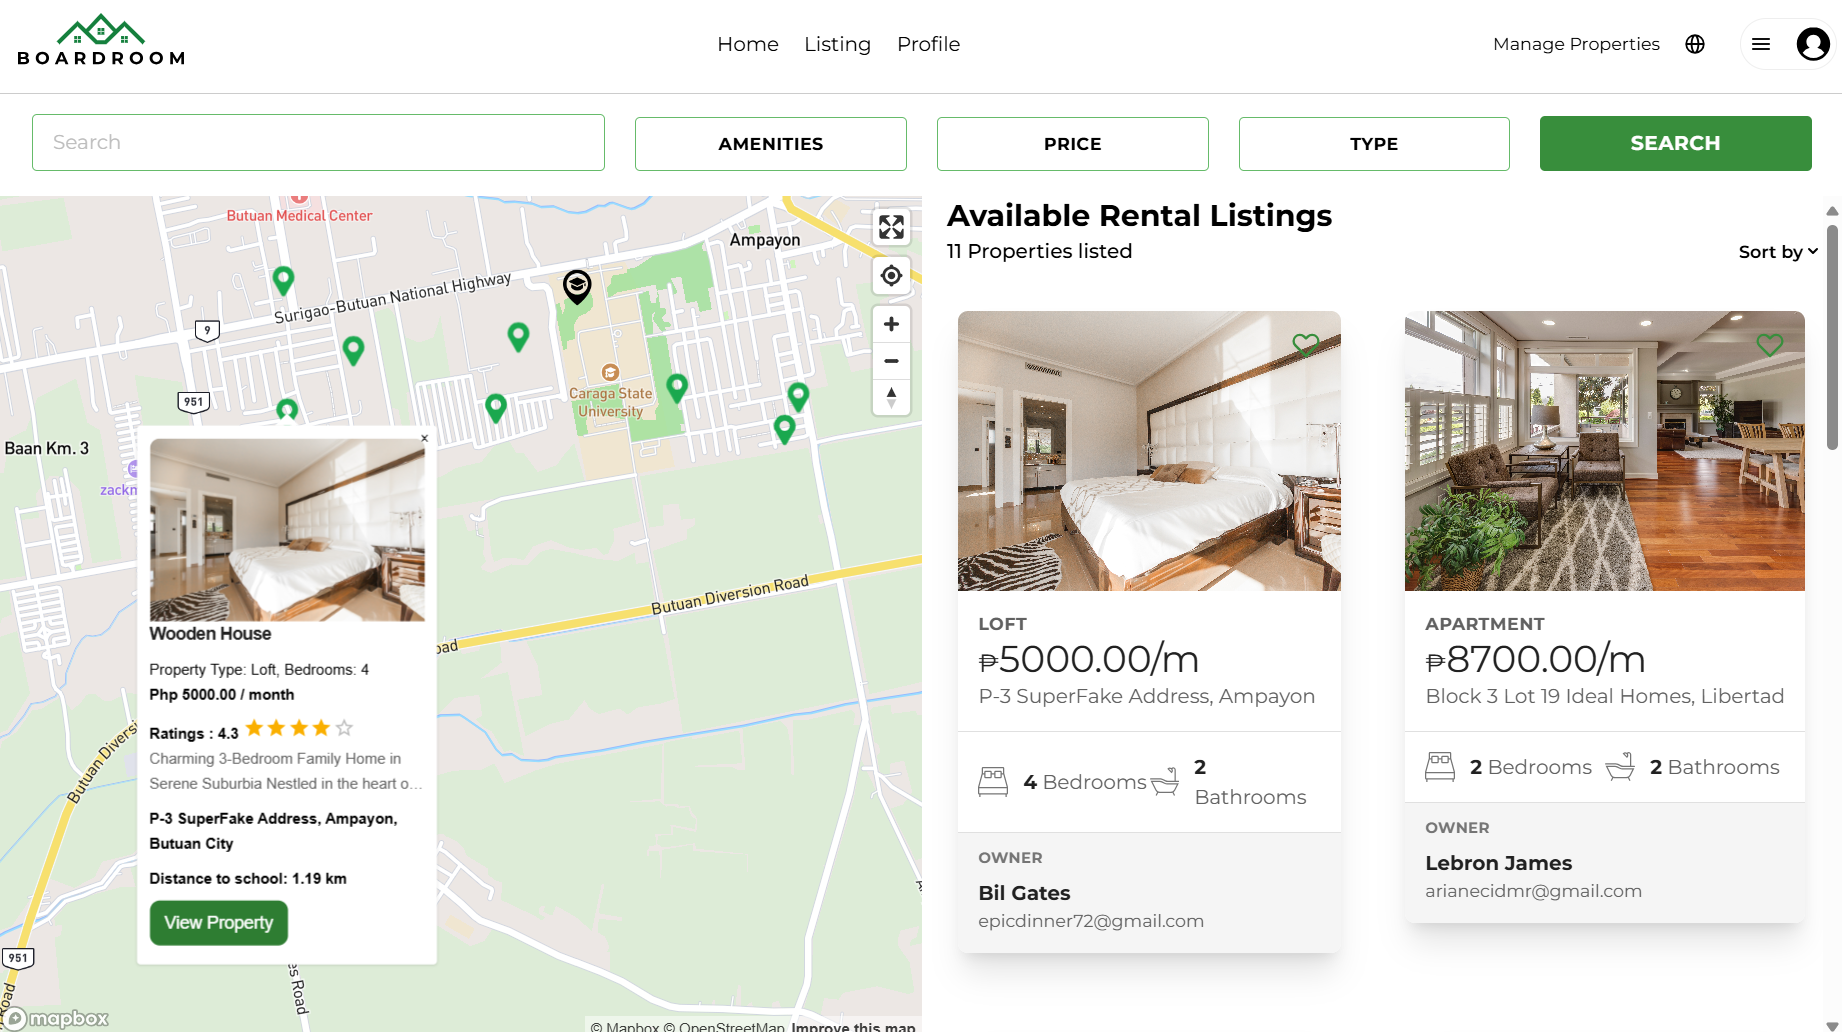 BOARDROOM
Home
Listing
Profile
Manage Properties
Search
AMENITIES
PRICE
TYPE
SEARCH
Butuan Medical Center
Ampayon
Surigao-Butuan National Highway
9
951
Caraga State
University
Baan Km. 3
zackn
Butuan Diversion Road
oad
Butuan Diversi
951
Road
es Road
×
Wooden House
Property Type: Loft, Bedrooms: 4
Php 5000.00 / month
Ratings : 4.3
Charming 3-Bedroom Family Home in
Serene Suburbia Nestled in the heart o...
P-3 SuperFake Address, Ampayon,
Butuan City
Distance to school: 1.19 km
View Property
mapbox
© Mapbox © OpenStreetMap Improve this map
Available Rental Listings
11 Properties listed
Sort by
LOFT
₱5000.00/m
P-3 SuperFake Address, Ampayon
4 Bedrooms
2
Bathrooms
OWNER
Bil Gates
epicdinner72@gmail.com
APARTMENT
₱8700.00/m
Block 3 Lot 19 Ideal Homes, Libertad
2 Bedrooms
2 Bathrooms
OWNER
Lebron James
arianecidmr@gmail.com